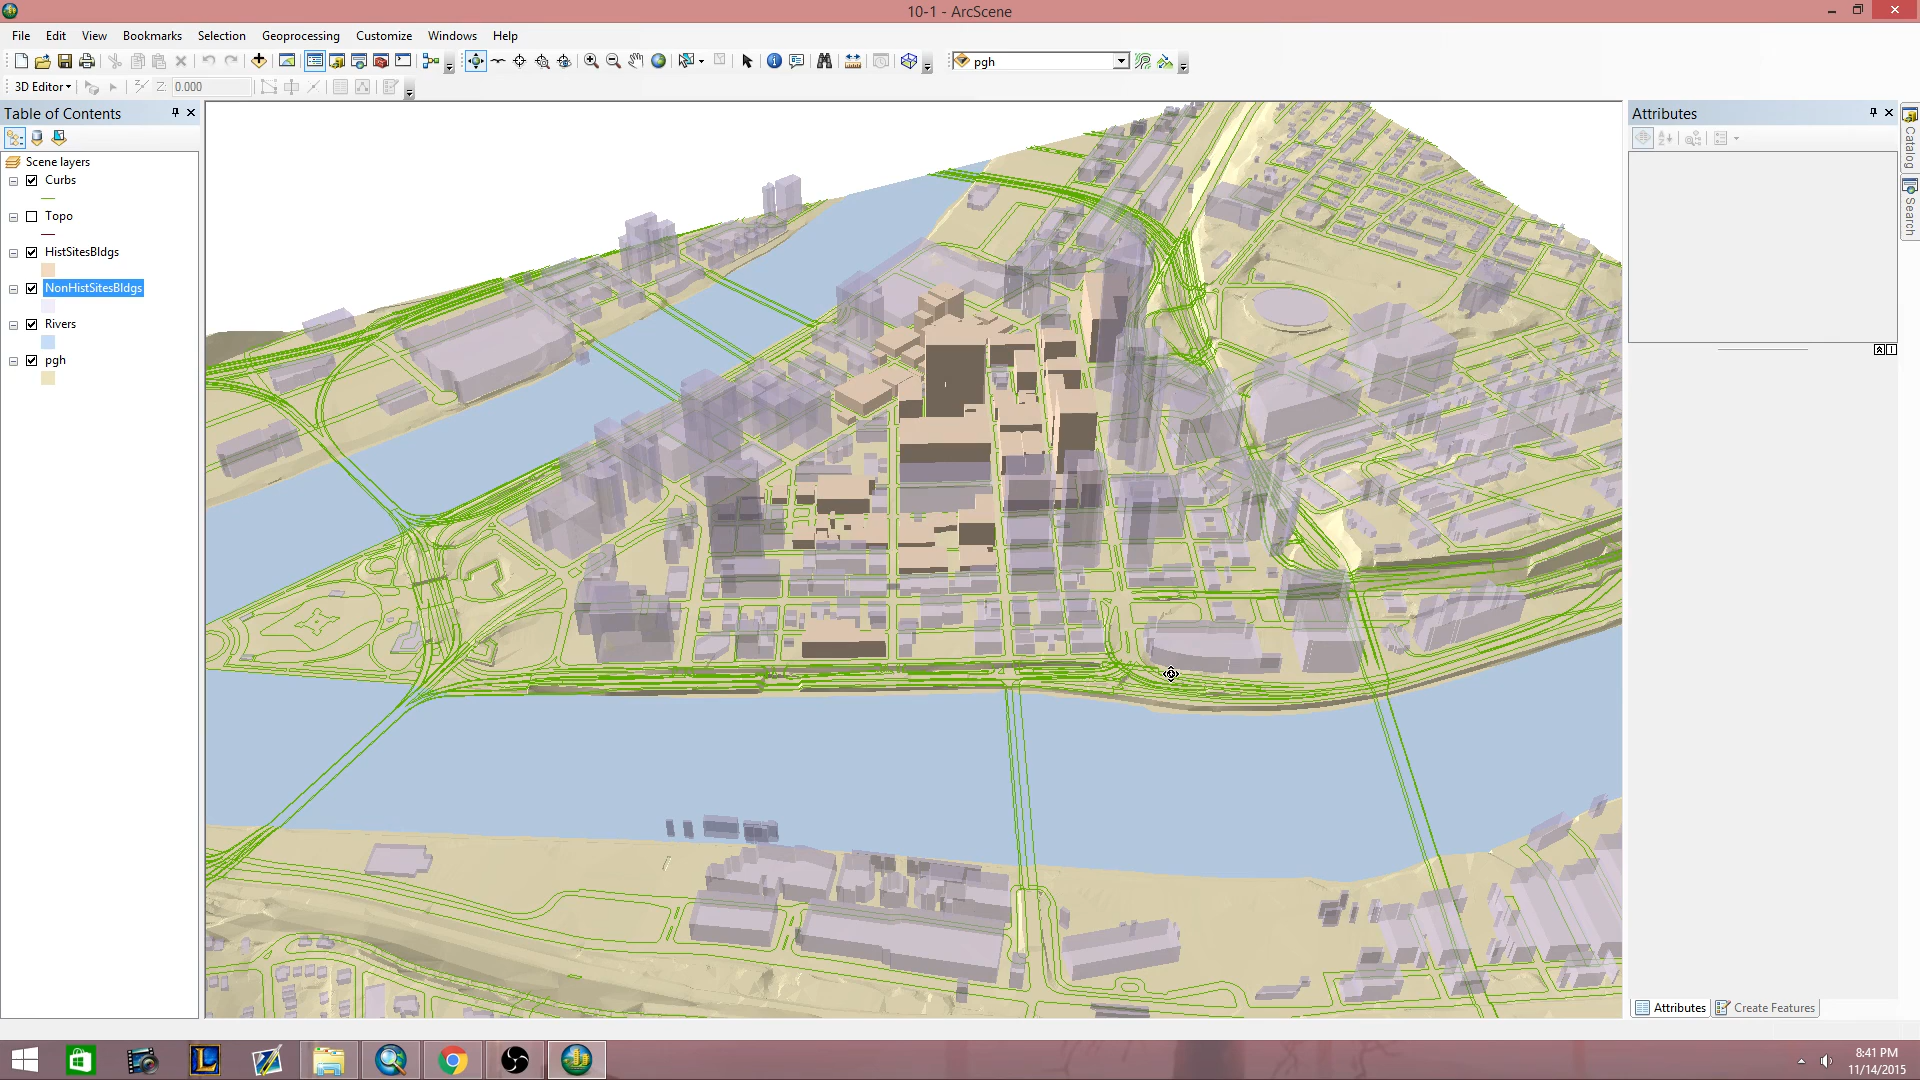 10-1 - ArcScene
File Edit View Bookmarks Selection Geoprocessing Customize Windows Help
pgh
3D Editor Z: 0.000
Table of Contents
Scene layers
Curbs
Topo
HistSitesBldgs
NonHistSitesBldgs
Rivers
pgh
Attributes
Catalog
Search
Attributes Create Features
8:41 PM
11/14/2015